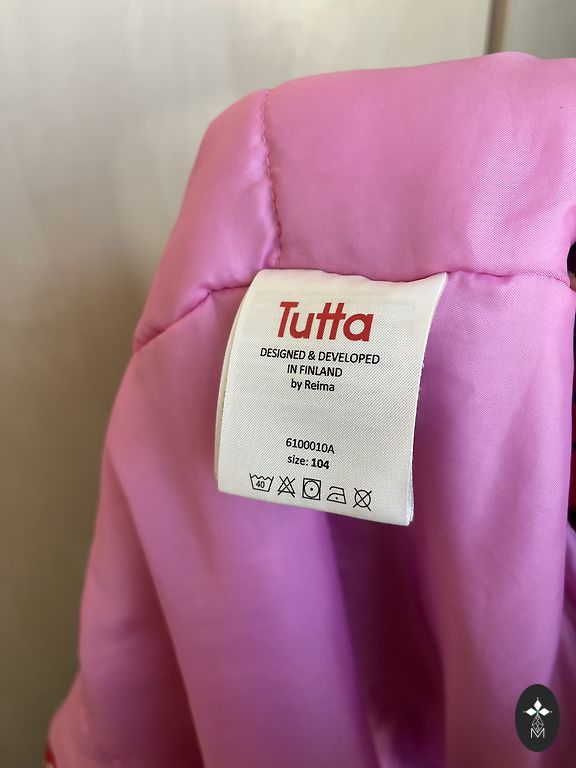 Tutta
DESIGNED & DEVELOPED
IN FINLAND
by Reima
6100010A
size: 104
40
M